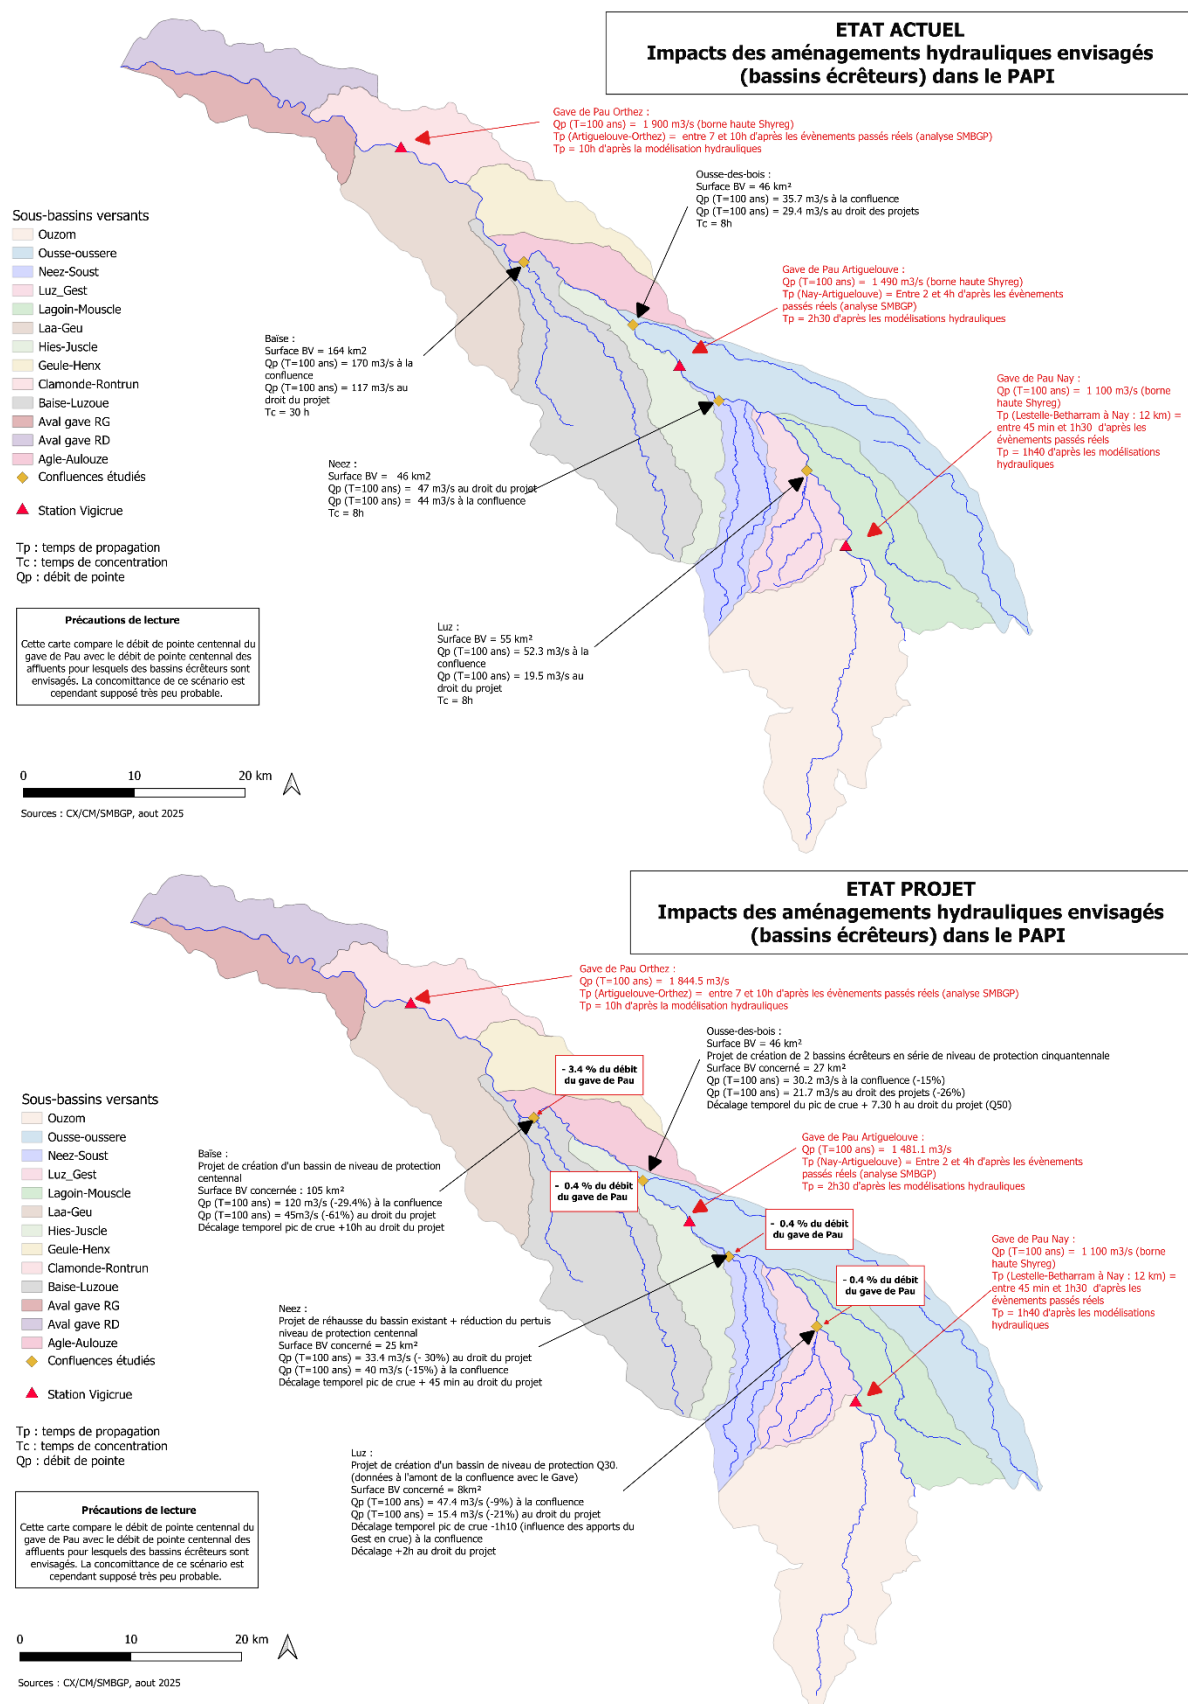 ETAT ACTUEL
Impacts des aménagements hydrauliques envisagés
(bassins écrêteurs) dans le PAPI
Gave de Pau Orthez :
Qp (T=100 ans) = 1 900 m3/s (borne haute Shyreg)
Tp (Artiguelouve-Orthez) = entre 7 et 10h d'après les évènements passés réels (analyse SMBGP)
Tp = 10h d'après la modélisation hydrauliques
Ousse-des-bois :
Surface BV = 46 km²
Qp (T=100 ans) = 35.7 m3/s à la confluence
Qp (T=100 ans) = 29.4 m3/s au droit des projets
Tc = 8h
Sous-bassins versants
Ouzom
Ousse-oussere
Neez-Soust
Luz_Gest
Lagoin-Mouscle
Laa-Geu
Hies-Juscle
Geule-Henx
Clamonde-Rontrun
Baise-Luzoue
Aval gave RG
Aval gave RD
Agle-Aulouze
Confluences étudiés
Station Vigicrue
Tp : temps de propagation
Tc : temps de concentration
Qp : débit de pointe
Gave de Pau Artiguelouve :
Qp (T=100 ans) = 1 490 m3/s (borne haute Shyreg)
Tp (Nay-Artiguelouve) = Entre 2 et 4h d'après les évènements
passés réels (analyse SMBGP)
Tp = 2h30 d'après les modélisations hydrauliques
Baïse :
Surface BV = 164 km2
Qp (T=100 ans) = 170 m3/s à la
confluence
Qp (T=100 ans) = 117 m3/s au
droit du projet
Tc = 30 h
Gave de Pau Nay :
Qp (T=100 ans) = 1 100 m3/s (borne
haute Shyreg)
Tp (Lestelle-Betharram à Nay : 12 km) =
entre 45 min et 1h30 d'après les
évènements passés réels
Tp = 1h40 d'après les modélisations
hydrauliques
Neez :
Surface BV = 46 km2
Qp (T=100 ans) = 47 m3/s au droit du projet
Qp (T=100 ans) = 44 m3/s à la confluence
Tc = 8h
Précautions de lecture
Cette carte compare le débit de pointe centennal du
gave de Pau avec le débit de pointe centennal des
affluents pour lesquels des bassins écrêteurs sont
envisagés. La concomittance de ce scénario est
cependant supposé très peu probable.
Luz :
Surface BV = 55 km²
Qp (T=100 ans) = 52.3 m3/s à la
confluence
Qp (T=100 ans) = 19.5 m3/s au
droit du projet
Tc = 8h
0 10 20 km
Sources : CX/CM/SMBGP, aout 2025
ETAT PROJET
Impacts des aménagements hydrauliques envisagés
(bassins écrêteurs) dans le PAPI
Gave de Pau Orthez :
Qp (T=100 ans) = 1 844.5 m3/s
Tp (Artiguelouve-Orthez) = entre 7 et 10h d'après les évènements passés réels (analyse SMBGP)
Tp = 10h d'après la modélisation hydrauliques
Ousse-des-bois :
Surface BV = 46 km²
Projet de création de 2 bassins écrêteurs en série de niveau de protection cinquantennale
Surface BV concerné = 27 km²
Qp (T=100 ans) = 30.2 m3/s à la confluence (-15%)
Qp (T=100 ans) = 21.7 m3/s au droit des projets (-26%)
Décalage temporel du pic de crue + 7.30 h au droit du projet (Q50)
- 3.4 % du débit
du gave de Pau
Sous-bassins versants
Ouzom
Ousse-oussere
Neez-Soust
Luz_Gest
Lagoin-Mouscle
Laa-Geu
Hies-Juscle
Geule-Henx
Clamonde-Rontrun
Baise-Luzoue
Aval gave RG
Aval gave RD
Agle-Aulouze
Confluences étudiés
Station Vigicrue
Tp : temps de propagation
Tc : temps de concentration
Qp : débit de pointe
Gave de Pau Artiguelouve :
Qp (T=100 ans) = 1 481.1 m3/s
Tp (Nay-Artiguelouve) = Entre 2 et 4h d'après les évènements
passés réels (analyse SMBGP)
Tp = 2h30 d'après les modélisations hydrauliques
Baïse :
Projet de création d'un bassin de niveau de protection
centennal
Surface BV concernée : 105 km²
Qp (T=100 ans) = 120 m3/s (-29.4%) à la confluence
Qp (T=100 ans) = 45m3/s (-61%) au droit du projet
Décalage temporel pic de crue +10h au droit du projet
- 0.4 % du débit
du gave de Pau
- 0.4 % du débit
du gave de Pau
Gave de Pau Nay :
Qp (T=100 ans) = 1 100 m3/s (borne
haute Shyreg)
Tp (Lestelle-Betharram à Nay : 12 km) =
entre 45 min et 1h30 d'après les
évènements passés réels
Tp = 1h40 d'après les modélisations
hydrauliques
- 0.4 % du débit
du gave de Pau
Neez :
Projet de réhausse du bassin existant + réduction du pertuis
niveau de protection centennal
Surface BV concerné = 25 km²
Qp (T=100 ans) = 33.4 m3/s (- 30%) au droit du projet
Qp (T=100 ans) = 40 m3/s (-15%) à la confluence
Décalage temporel pic de crue + 45 min au droit du projet
Luz :
Projet de création d'un bassin de niveau de protection Q30.
(données à l'amont de la confluence avec le Gave)
Surface BV concerné = 8km²
Qp (T=100 ans) = 47.4 m3/s (-9%) à la confluence
Qp (T=100 ans) = 15.4 m3/s (-21%) au droit du projet
Décalage temporel pic de crue -1h10 (influence des apports du
Gest en crue) à la confluence
Décalage +2h au droit du projet
Précautions de lecture
Cette carte compare le débit de pointe centennal du
gave de Pau avec le débit de pointe centennal des
affluents pour lesquels des bassins écrêteurs sont
envisagés. La concomittance de ce scénario est
cependant supposé très peu probable.
0 10 20 km
Sources : CX/CM/SMBGP, aout 2025